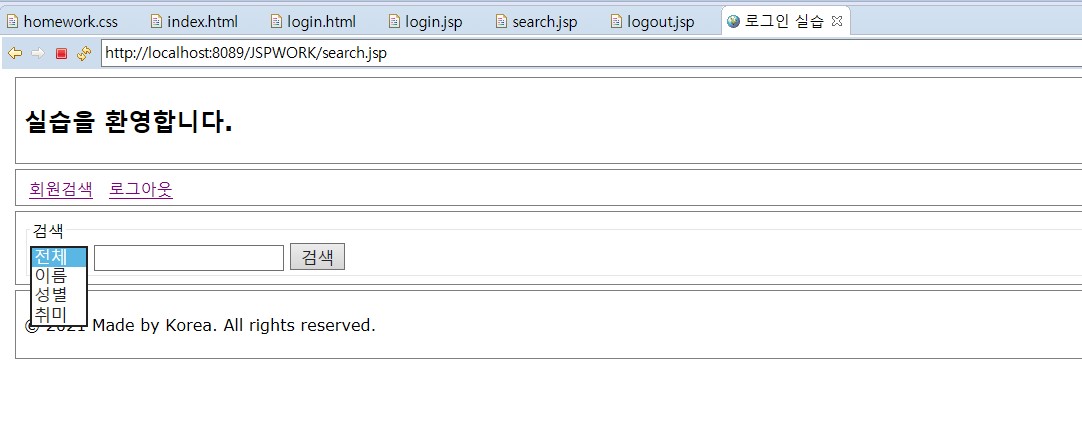 homework.css index.html login.html login.jsp search.jsp logout.jsp 로그인 실습
http://localhost:8089/JSPWORK/search.jsp
실습을 환영합니다.
회원검색 로그아웃
검색
전체 검색
이름
성별
취미
© 2021 Made by Korea. All rights reserved.